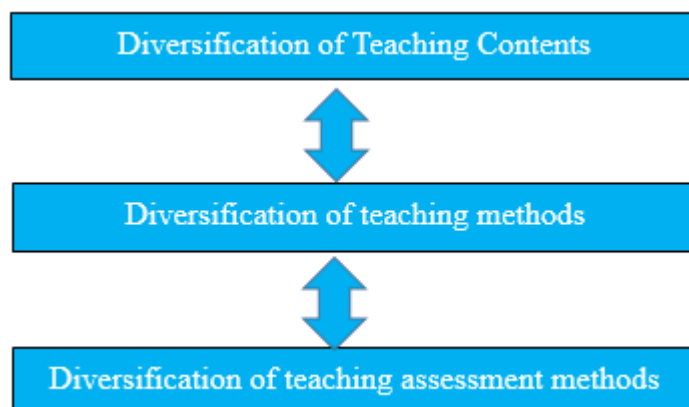 Diversification of Teaching Contents
Diversification of teaching methods
Diversification of teaching assessment methods